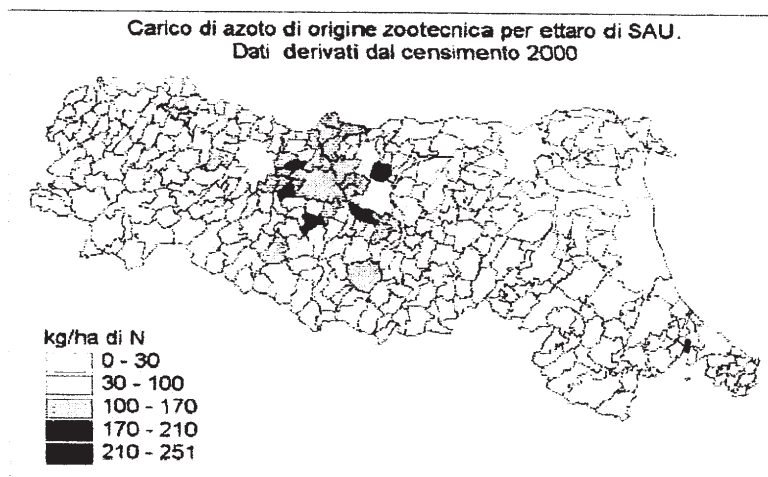 Carico di azoto di origine zootecnica per ettaro di SAU.
Dati derivati dal censimento 2000
kg/ha di N
0 - 30
30 - 100
100 - 170
170 - 210
210 - 251